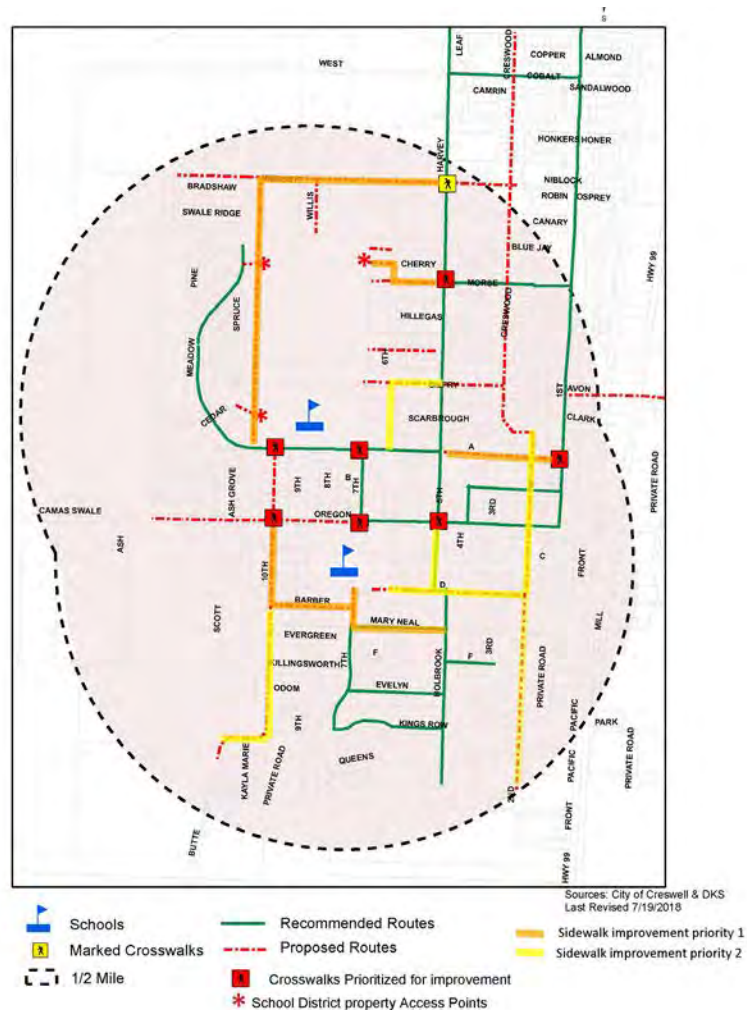 WEST
LEAF
CRESWOOD
COPPER
ALMOND
COBALT
CAMRIN
SANDALWOOD
HARVEY
HONKERS
HONER
BRADSHAW
WILLIS
NIBLOCK
ROBIN
OSPREY
SWALE RIDGE
CANARY
BLUE JAY
PINE
CHERRY
MORSE
HWY 99
SPRUCE
HILLEGAS
CRESWOOD
MEADOW
6TH
1ST
AVON
CEDAR
SCARBROUGH
CLARK
A
ASH GROVE
9TH
8TH
B
7TH
5TH
3RD
PRIVATE ROAD
CAMAS SWALE
OREGON
ASH
4TH
C
FRONT
10TH
D
SCOTT
BARBER
MARY NEAL
MILL
EVERGREEN
7TH
F
HOLBROOK
F
3RD
PRIVATE ROAD
ODOM
EVELYN
9TH
KINGS ROW
PACIFIC
PARK
KAYLA MARIE
PRIVATE ROAD
QUEENS
2ND
PACIFIC
PRIVATE ROAD
BUTTE
FRONT
HWY 99
Sources: City of Creswell & DKS
Last Revised 7/19/2018
Schools
Recommended Routes
Sidewalk improvement priority 1
Marked Crosswalks
Proposed Routes
Sidewalk improvement priority 2
1/2 Mile
Crosswalks Prioritized for improvement
School District property Access Points